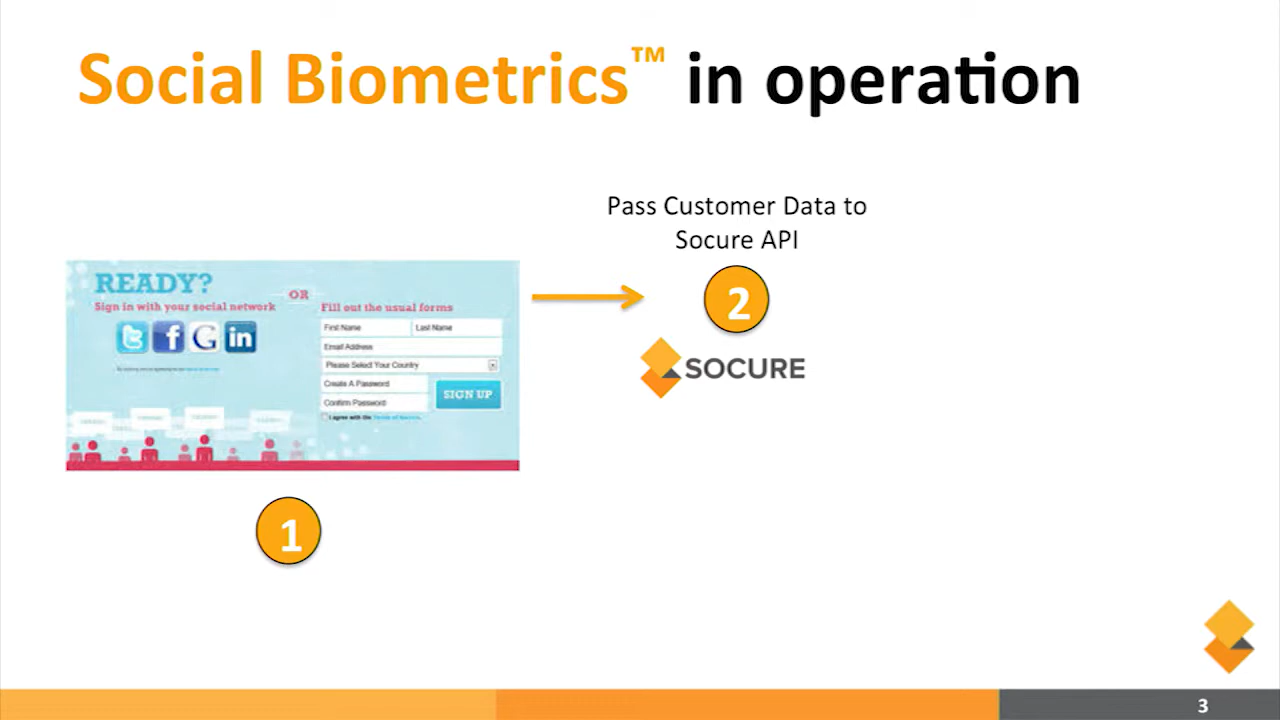 Social Biometrics™ in operation
Pass Customer Data to
Socure API
2
SOCURE
READY?
Sign in with your social network
OR
Fill out the usual forms
First Name
Last Name
Email Address
Please Select Your Country
Create A Password
Confirm Password
SIGN UP
I agree with the Terms of Service.
1
3